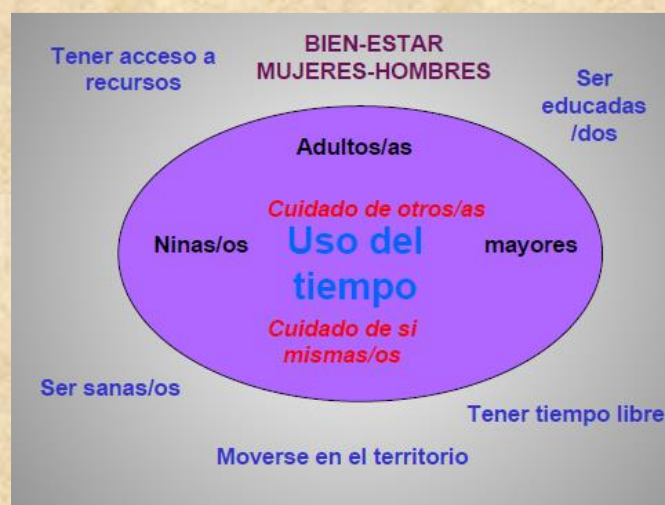 Tener acceso a
recursos
BIEN-ESTAR
MUJERES-HOMBRES
Ser
educadas
/dos
Adultos/as
Cuidado de otros/as
Ninas/os
Uso del
tiempo
mayores
Cuidado de si
mismas/os
Ser sanas/os
Tener tiempo libre
Moverse en el territorio